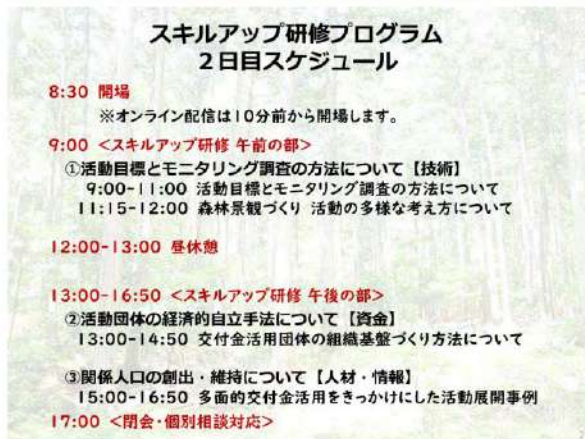 スキルアップ研修プログラム
２日目スケジュール
8:30 開場
※オンライン配信は10分前から開場します。
9:00 <スキルアップ研修 午前の部>
①活動目標とモニタリング調査の方法について【技術】
9:00-11:00 活動目標とモニタリング調査の方法について
11:15-12:00 森林景観づくり 活動の多様な考え方について
12:00-13:00 昼休憩
13:00-16:50 <スキルアップ研修 午後の部>
②活動団体の経済的自立手法について【資金】
13:00-14:50 交付金活用団体の組織基盤づくり方法について
③関係人口の創出・維持について【人材・情報】
15:00-16:50 多面的交付金活用をきっかけにした活動展開事例
17:00 <閉会・個別相談対応>